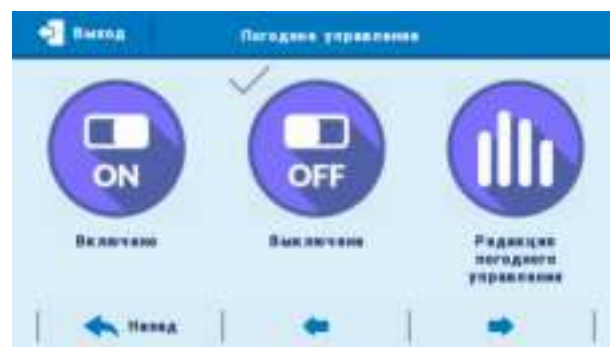 Выход
Погодное управление
ON
OFF
Включено
Выключено
Редакция
погодного
управления
Назад